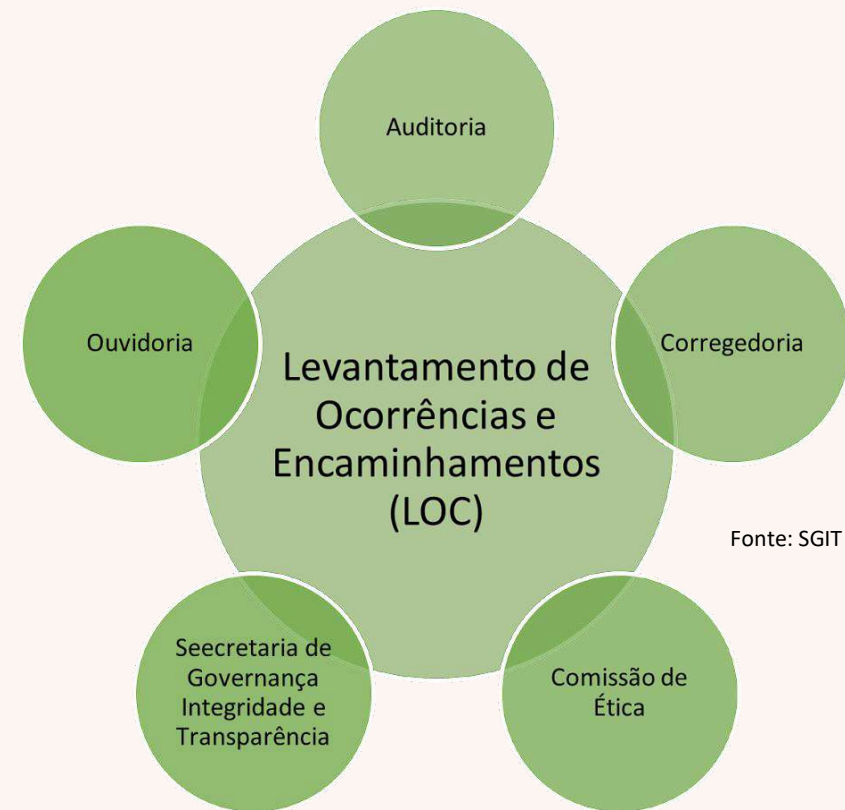 Auditoria
Ouvidoria
Corregedoria
Levantamento de
Ocorrências e
Encaminhamentos
(LOC)
Fonte: SGIT
Seecretaria de
Governança
Integridade e
Transparência
Comissão de
Ética